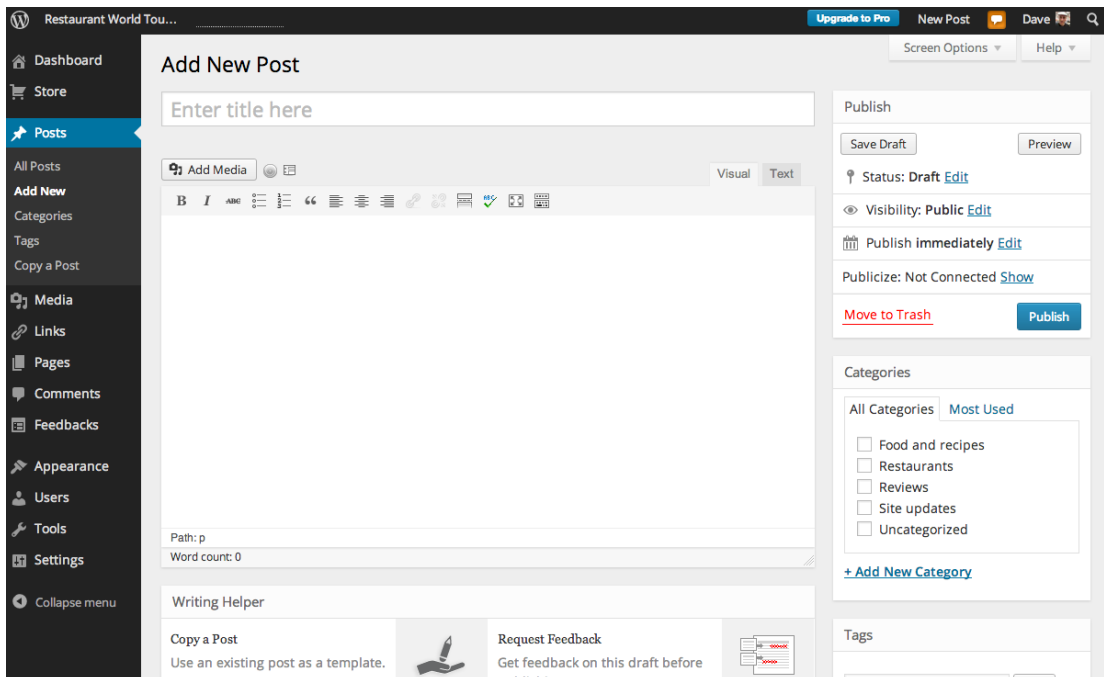 Restaurant World Tou...
Upgrade to Pro
New Post
Dave
Screen Options
Help
Dashboard
Store
Posts
All Posts
Add New
Categories
Tags
Copy a Post
Media
Links
Pages
Comments
Feedbacks
Appearance
Users
Tools
Settings
Collapse menu
Add New Post
Enter title here
Add Media
Visual
Text
B I ABC
ABC
Path: p
Word count: 0
Writing Helper
Copy a Post
Use an existing post as a template.
Request Feedback
Get feedback on this draft before
Publish
Save Draft
Preview
Status: Draft Edit
Visibility: Public Edit
Publish immediately Edit
Publicize: Not Connected Show
Move to Trash
Publish
Categories
All Categories
Most Used
Food and recipes
Restaurants
Reviews
Site updates
Uncategorized
+ Add New Category
Tags